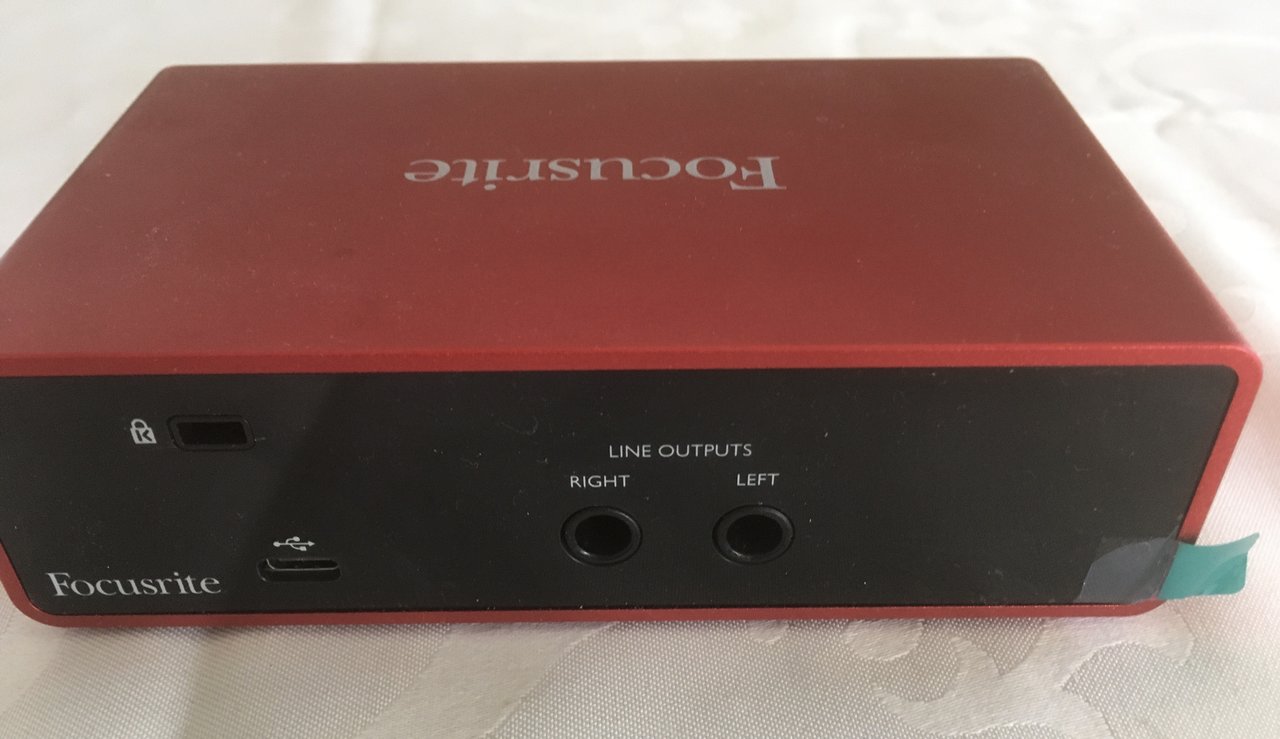 Focusrite
LINE OUTPUTS
RIGHT LEFT
Focusrite
K